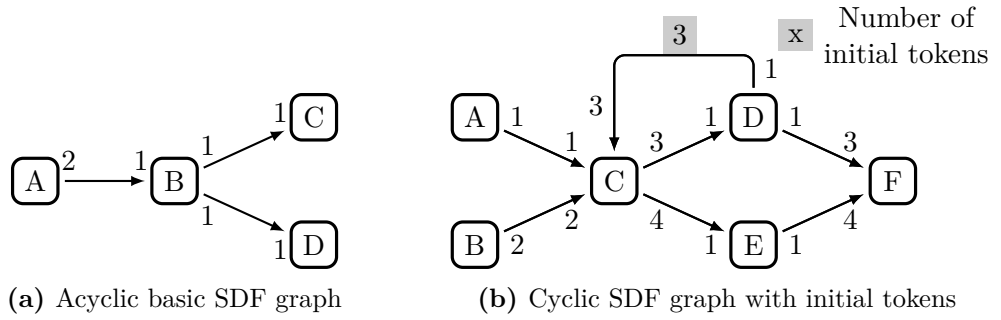 3
x
Number of
initial tokens
1
A
2
1
B
1
1
C
1
1
D
A
1
1
B
2
2
C
3
3
1
D
1
3
4
1
E
1
4
F
(a) Acyclic basic SDF graph
(b) Cyclic SDF graph with initial tokens